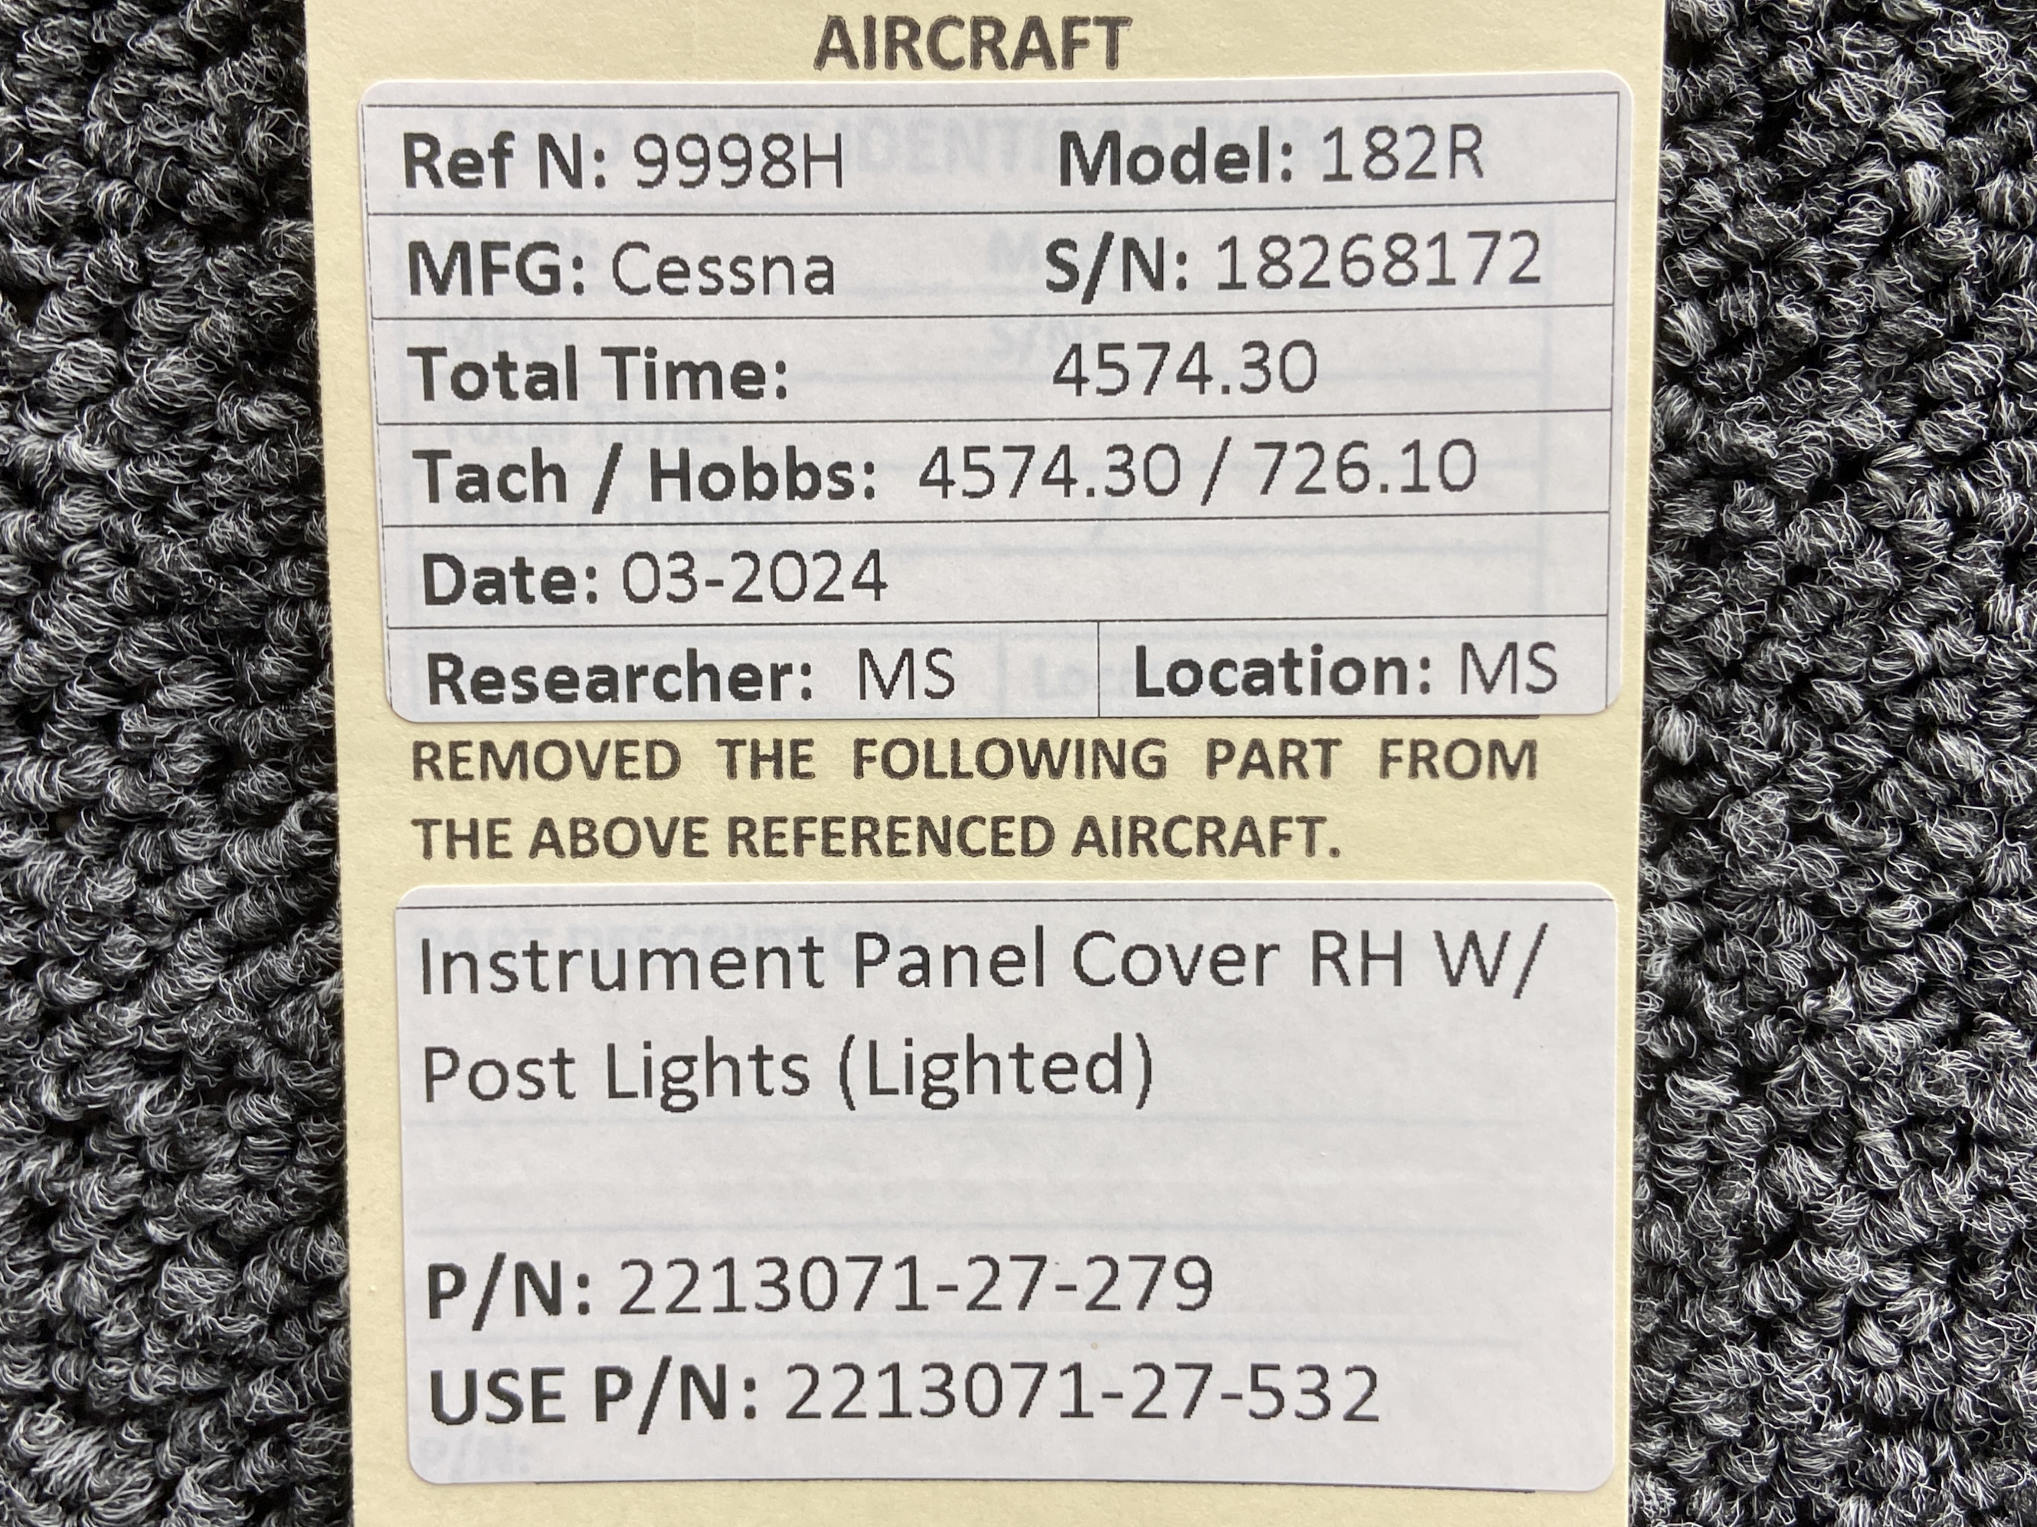 AIRCRAFT
Ref N: 9998H Model: 182R
MFG: Cessna S/N: 18268172
Total Time: 4574.30
Tach / Hobbs: 4574.30 / 726.10
Date: 03-2024
Researcher: MS Location: MS
REMOVED THE FOLLOWING PART FROM
THE ABOVE REFERENCED AIRCRAFT.
Instrument Panel Cover RH W/
Post Lights (Lighted)
P/N: 2213071-27-279
USE P/N: 2213071-27-532